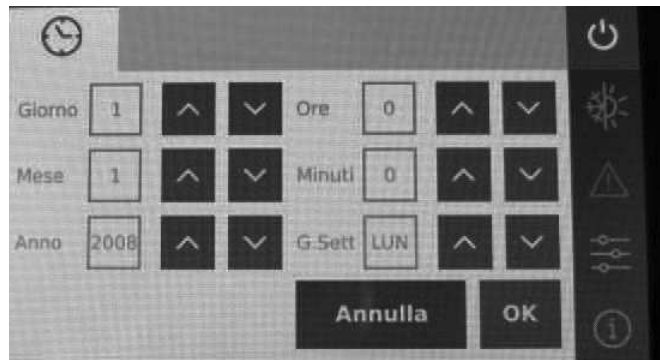 Giorno 1 Ore 0
Mese 1 Minuti 0
Anno 2008 G.Sett LUN
Annulla OK